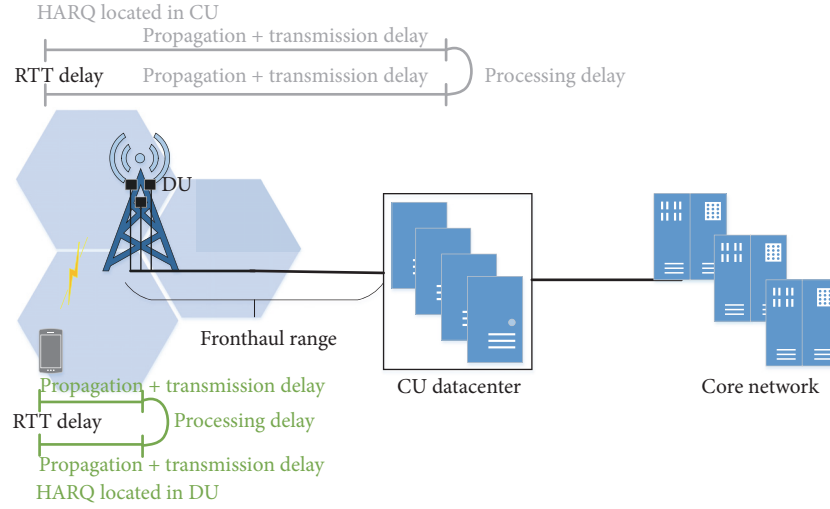 HARQ located in CU
Propagation + transmission delay
RTT delay
Propagation + transmission delay
Processing delay
DU
Fronthaul range
CU datacenter
Core network
Propagation + transmission delay
RTT delay
Processing delay
Propagation + transmission delay
HARQ located in DU